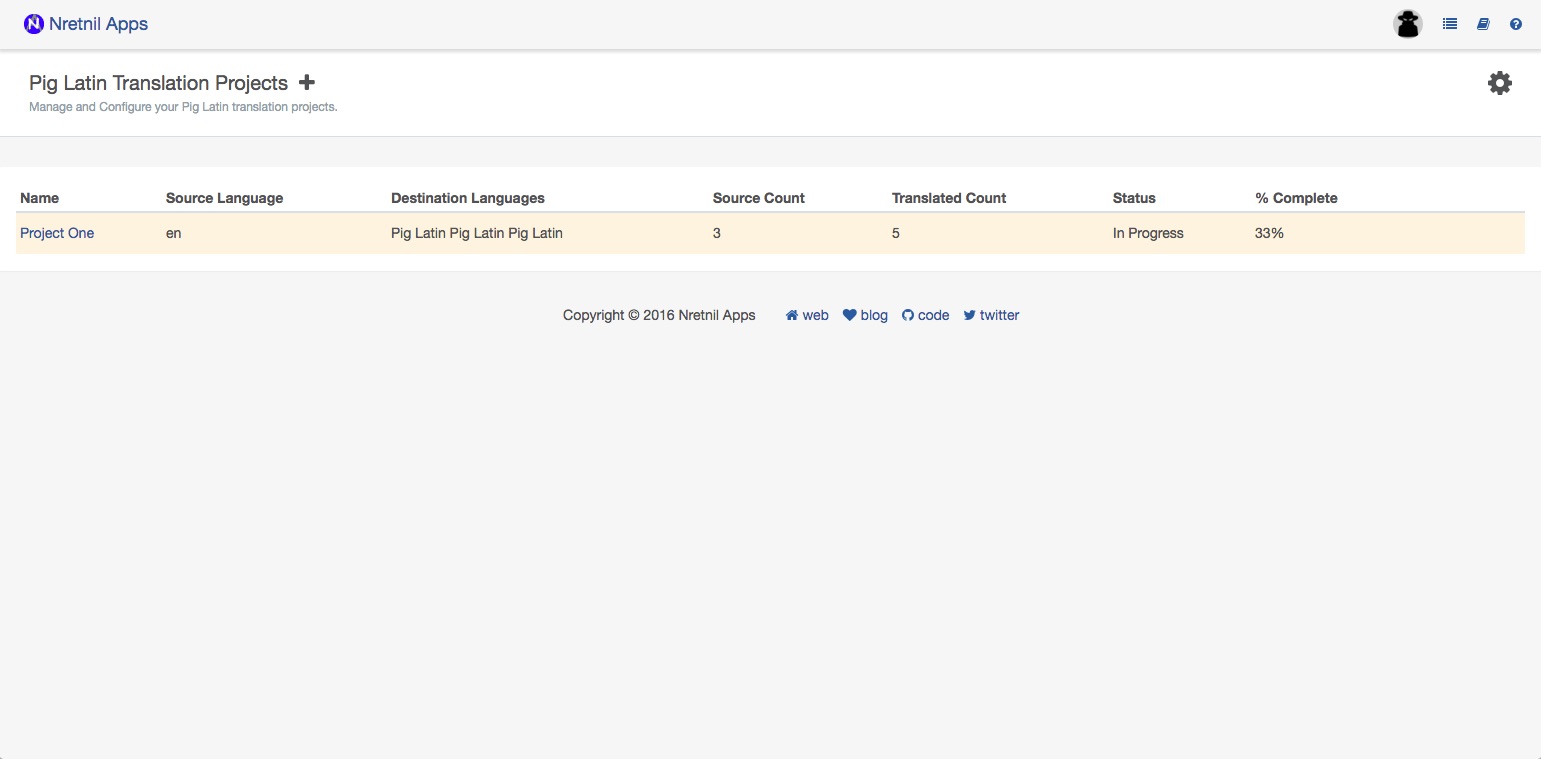 Nretnil Apps
Pig Latin Translation Projects
Manage and Configure your Pig Latin translation projects.
Name Source Language Destination Languages Source Count Translated Count Status % Complete
Project One en Pig Latin Pig Latin Pig Latin 3 5 In Progress 33%
Copyright © 2016 Nretnil Apps web blog code twitter